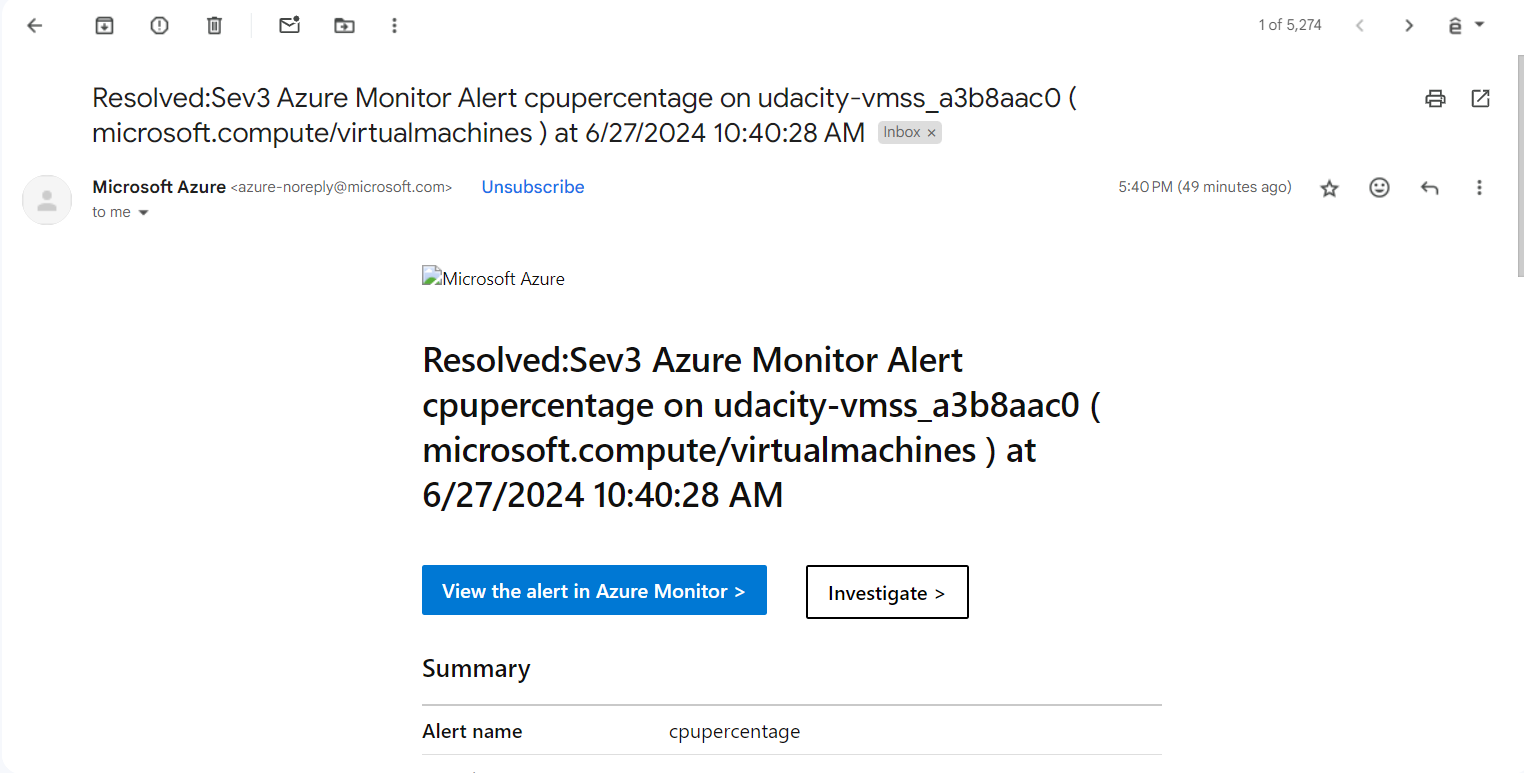 1 of 5,274
ê
Resolved:Sev3 Azure Monitor Alert cpupercentage on udacity-vmss_a3b8aac0 (
microsoft.compute/virtualmachines ) at 6/27/2024 10:40:28 AM Inbox ×
Microsoft Azure <azure-noreply@microsoft.com> Unsubscribe 5:40 PM (49 minutes ago)
to me
Microsoft Azure
Resolved:Sev3 Azure Monitor Alert
cpupercentage on udacity-vmss_a3b8aac0 (
microsoft.compute/virtualmachines ) at
6/27/2024 10:40:28 AM
View the alert in Azure Monitor > Investigate >
Summary
Alert name cpupercentage